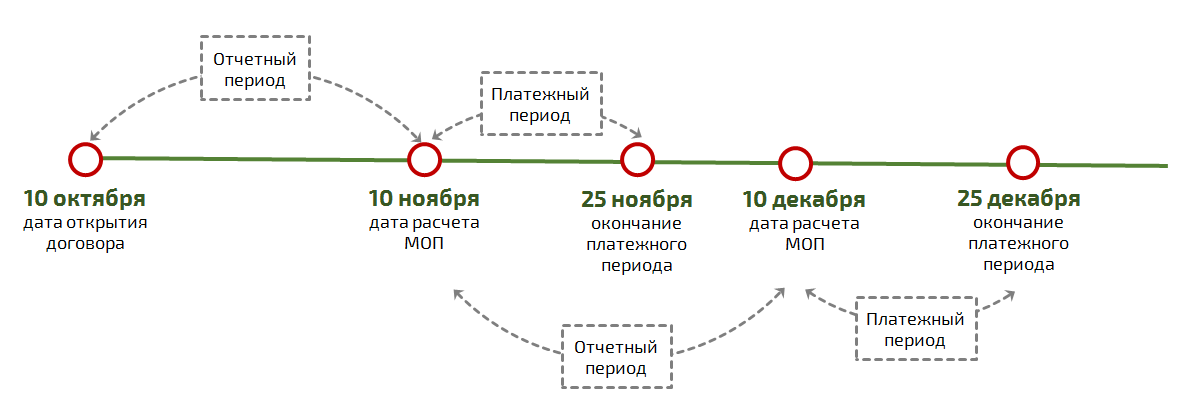 Отчетный
период
Платежный
период
10 октября
дата открытия
договора
10 ноября
дата расчета
МОП
25 ноября
окончание
платежного
периода
10 декабря
дата расчета
МОП
25 декабря
окончание
платежного
периода
Отчетный
период
Платежный
период